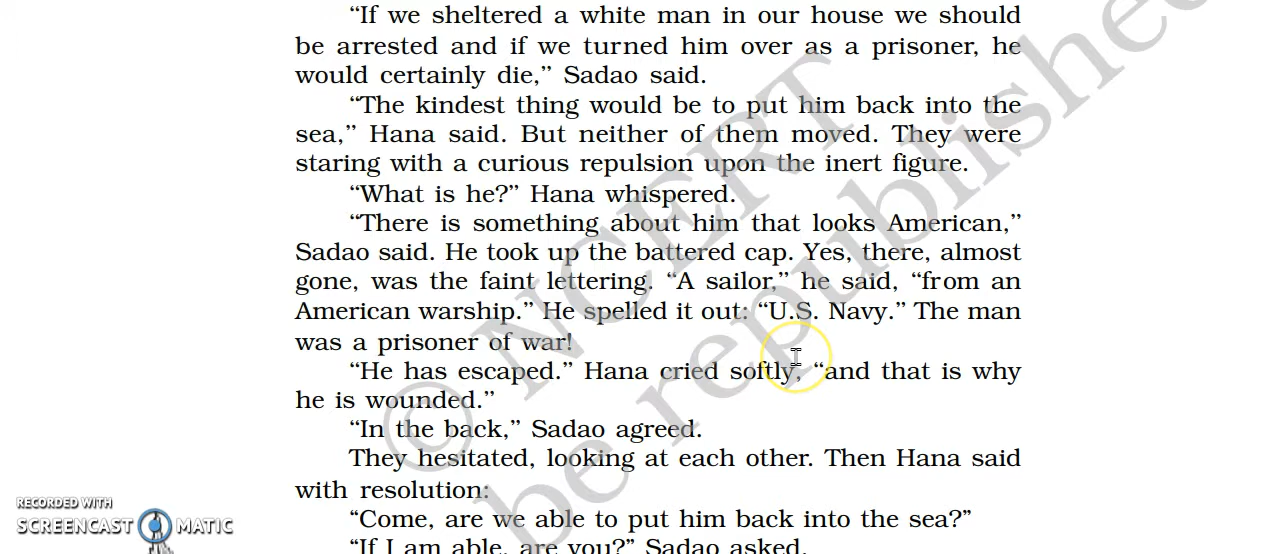 “If we sheltered a white man in our house we should
be arrested and if we turned him over as a prisoner, he
would certainly die,” Sadao said.
“The kindest thing would be to put him back into the
sea,” Hana said. But neither of them moved. They were
staring with a curious repulsion upon the inert figure.
“What is he?” Hana whispered.
“There is something about him that looks American,”
Sadao said. He took up the battered cap. Yes, there, almost
gone, was the faint lettering. “A sailor,” he said, “from an
American warship.” He spelled it out: “U.S. Navy.” The man
was a prisoner of war!
“He has escaped.” Hana cried softly, “and that is why
he is wounded.”
“In the back,” Sadao agreed.
They hesitated, looking at each other. Then Hana said
with resolution:
“Come, are we able to put him back into the sea?”
“If I am able, are you?” Sadao asked.
© NCERT
be republished
RECORDED WITH
SCREENCAST MATIC